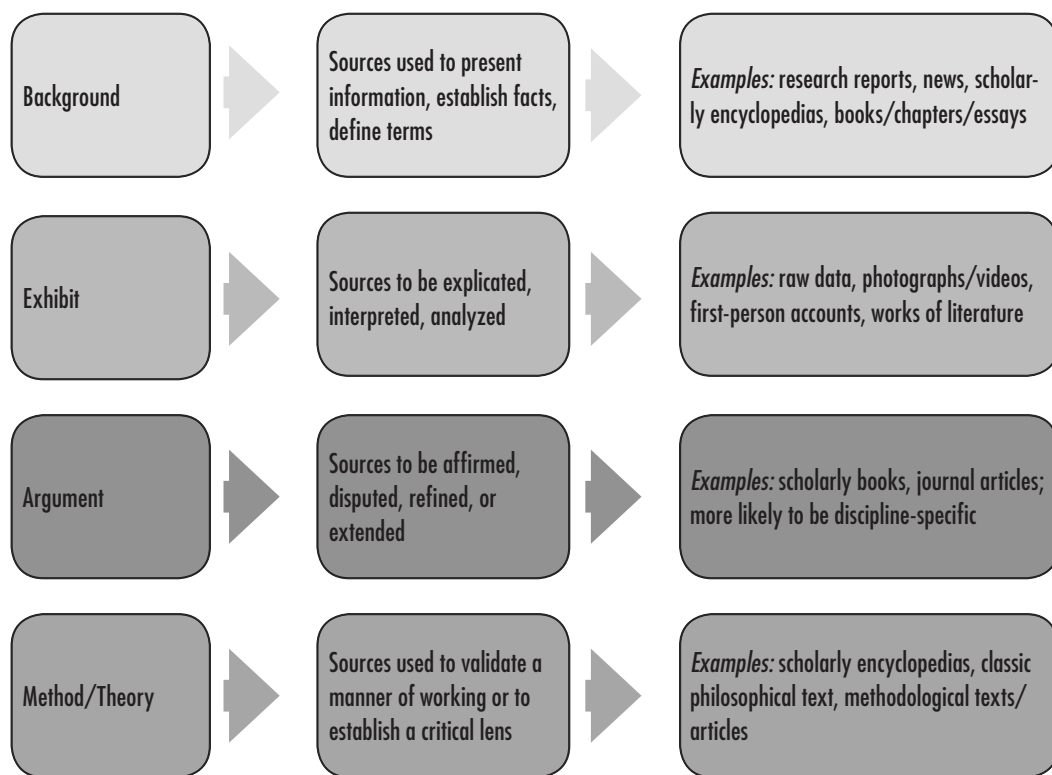 Background
Sources used to present
information, establish facts,
define terms
Examples: research reports, news, scholar-
ly encyclopedias, books/chapters/essays
Exhibit
Sources to be explicated,
interpreted, analyzed
Examples: raw data, photographs/videos,
first-person accounts, works of literature
Argument
Sources to be affirmed,
disputed, refined, or
extended
Examples: scholarly books, journal articles;
more likely to be discipline-specific
Method/Theory
Sources used to validate a
manner of working or to
establish a critical lens
Examples: scholarly encyclopedias, classic
philosophical text, methodological texts/
articles